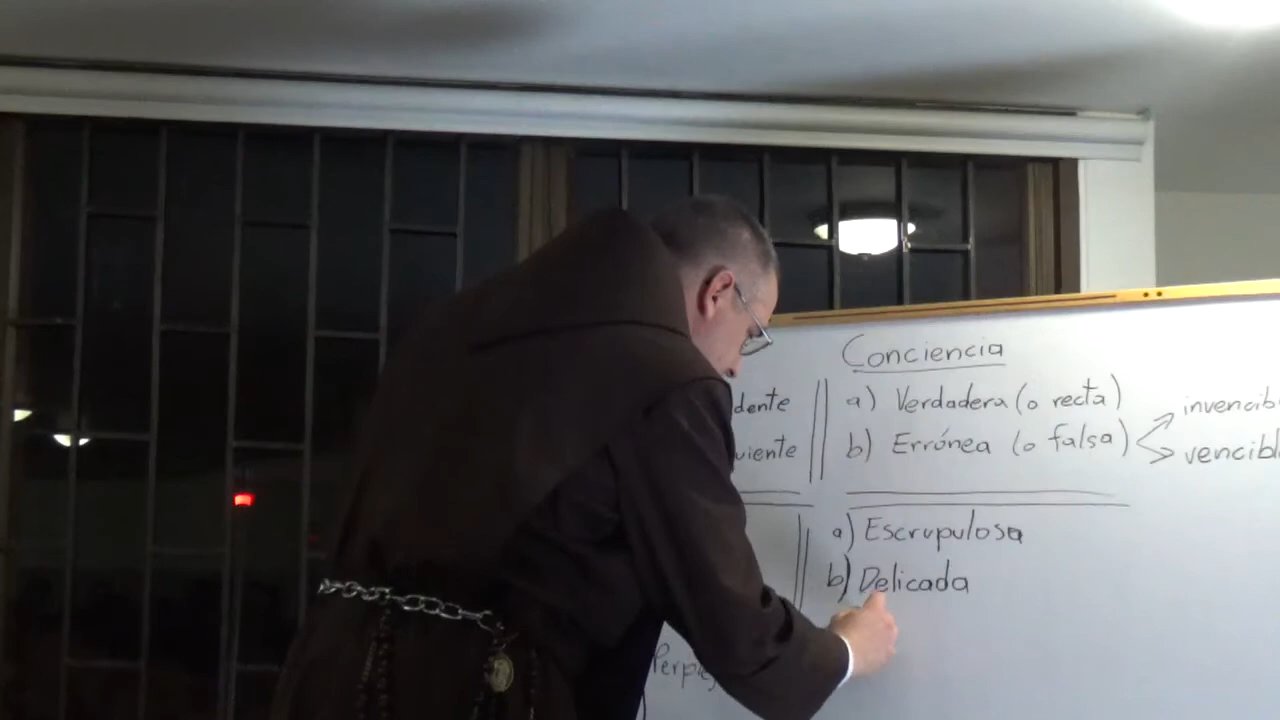 Conciencia
dente
a) Verdadera (o recta)
invencib
uiente
b) Errónea (o falsa)
vencibl
a) Escrupulosa
b) Delicada